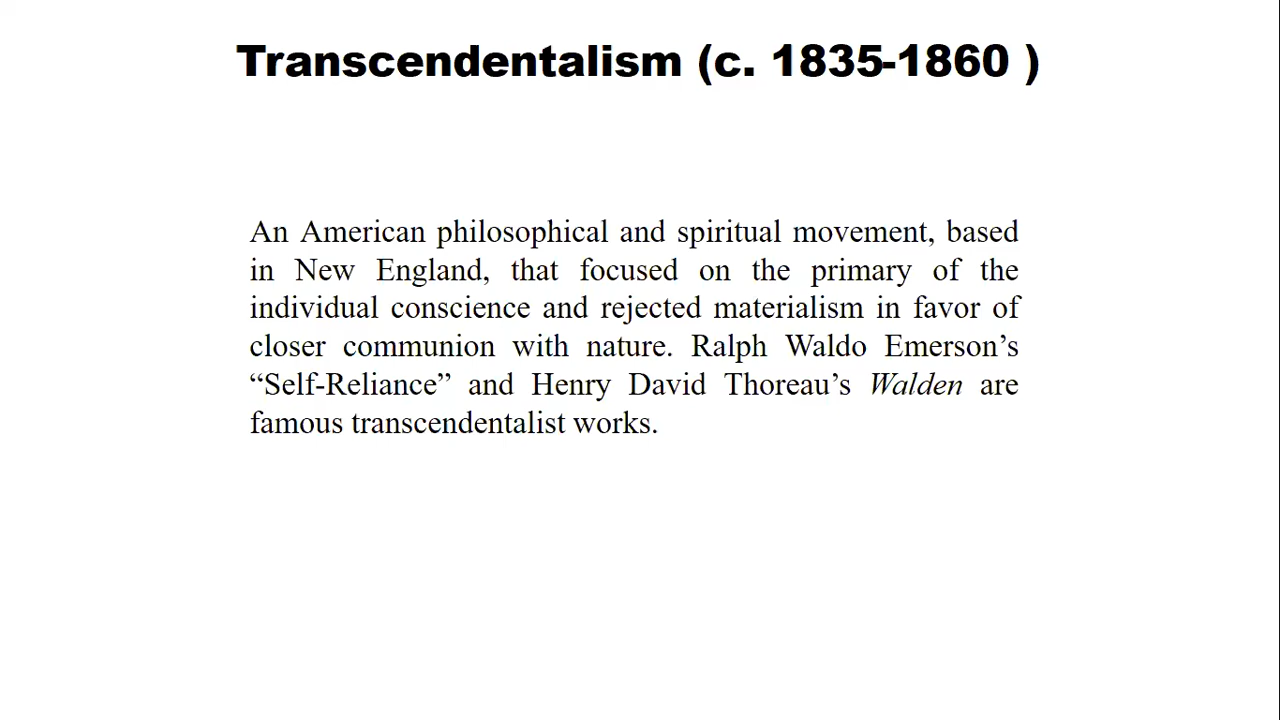 Transcendentalism (c. 1835-1860 )
An American philosophical and spiritual movement, based
in New England, that focused on the primary of the
individual conscience and rejected materialism in favor of
closer communion with nature. Ralph Waldo Emerson’s
“Self-Reliance” and Henry David Thoreau’s Walden are
famous transcendentalist works.